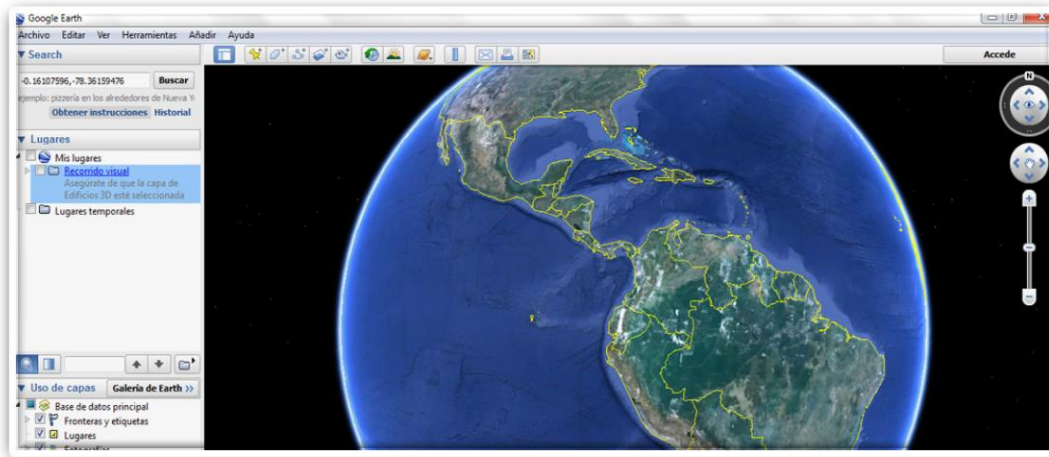 Google Earth
Archivo Editar Ver Herramientas Añadir Ayuda
Search
Accede
-0.16107596,-78.36159476 Buscar
ejemplo: pizzería en los alrededores de Nueva Y
Obtener instrucciones Historial
N
Lugares
Mis lugares
Recorrido visual
Asegúrate de que la capa de
Edificios 3D esté seleccionada
Lugares temporales
Uso de capas Galería de Earth >>
Base de datos principal
Fronteras y etiquetas
Lugares
Fotografías